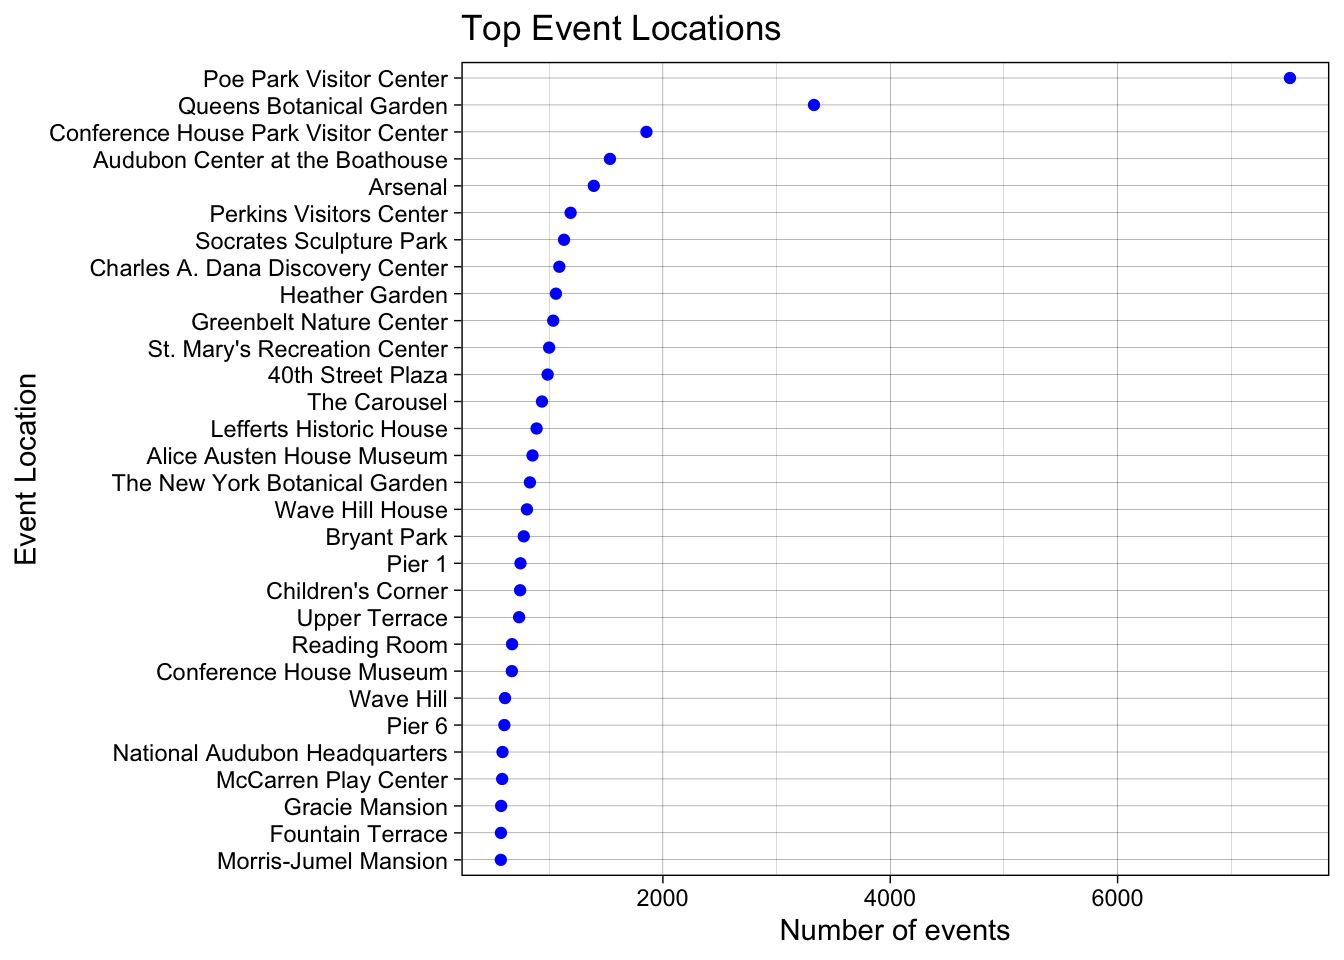 Top Event Locations
Event Location
Poe Park Visitor Center
Queens Botanical Garden
Conference House Park Visitor Center
Audubon Center at the Boathouse
Arsenal
Perkins Visitors Center
Socrates Sculpture Park
Charles A. Dana Discovery Center
Heather Garden
Greenbelt Nature Center
St. Mary's Recreation Center
40th Street Plaza
The Carousel
Lefferts Historic House
Alice Austen House Museum
The New York Botanical Garden
Wave Hill House
Bryant Park
Pier 1
Children's Corner
Upper Terrace
Reading Room
Conference House Museum
Wave Hill
Pier 6
National Audubon Headquarters
McCarren Play Center
Gracie Mansion
Fountain Terrace
Morris-Jumel Mansion
2000 4000 6000
Number of events